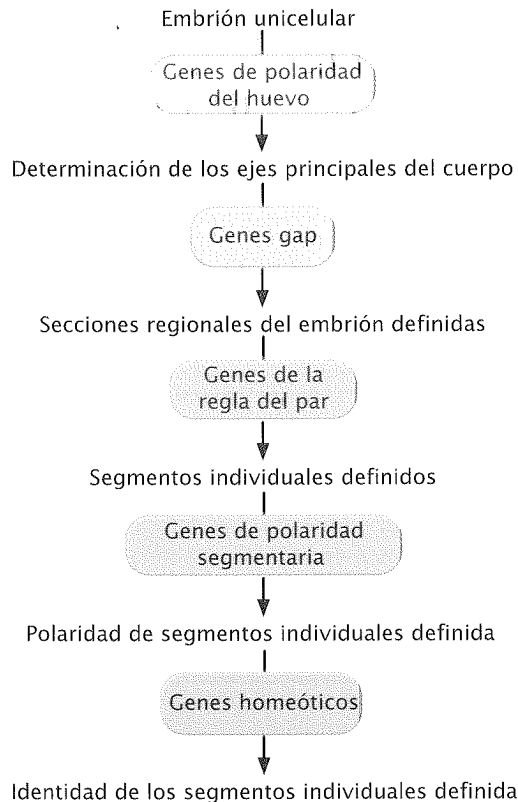 Embrión unicelular
Genes de polaridad
del huevo
Determinación de los ejes principales del cuerpo
Genes gap
Secciones regionales del embrión definidas
Genes de la
regla del par
Segmentos individuales definidos
Genes de polaridad
segmentaria
Polaridad de segmentos individuales definida
Genes homeóticos
Identidad de los segmentos individuales definida